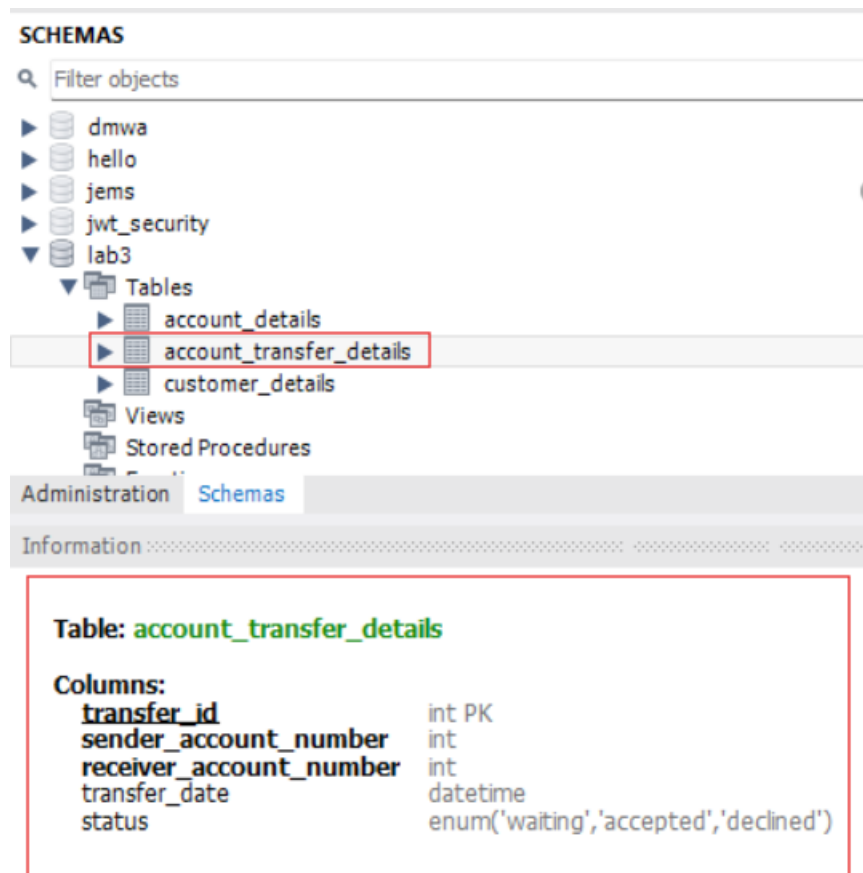 SCHEMAS
Filter objects
dmwa
hello
jems
jwt_security
lab3
Tables
account_details
account_transfer_details
customer_details
Views
Stored Procedures
Administration Schemas
Information
Table: account_transfer_details
Columns:
transfer_id int PK
sender_account_number int
receiver_account_number int
transfer_date datetime
status enum('waiting','accepted','declined')